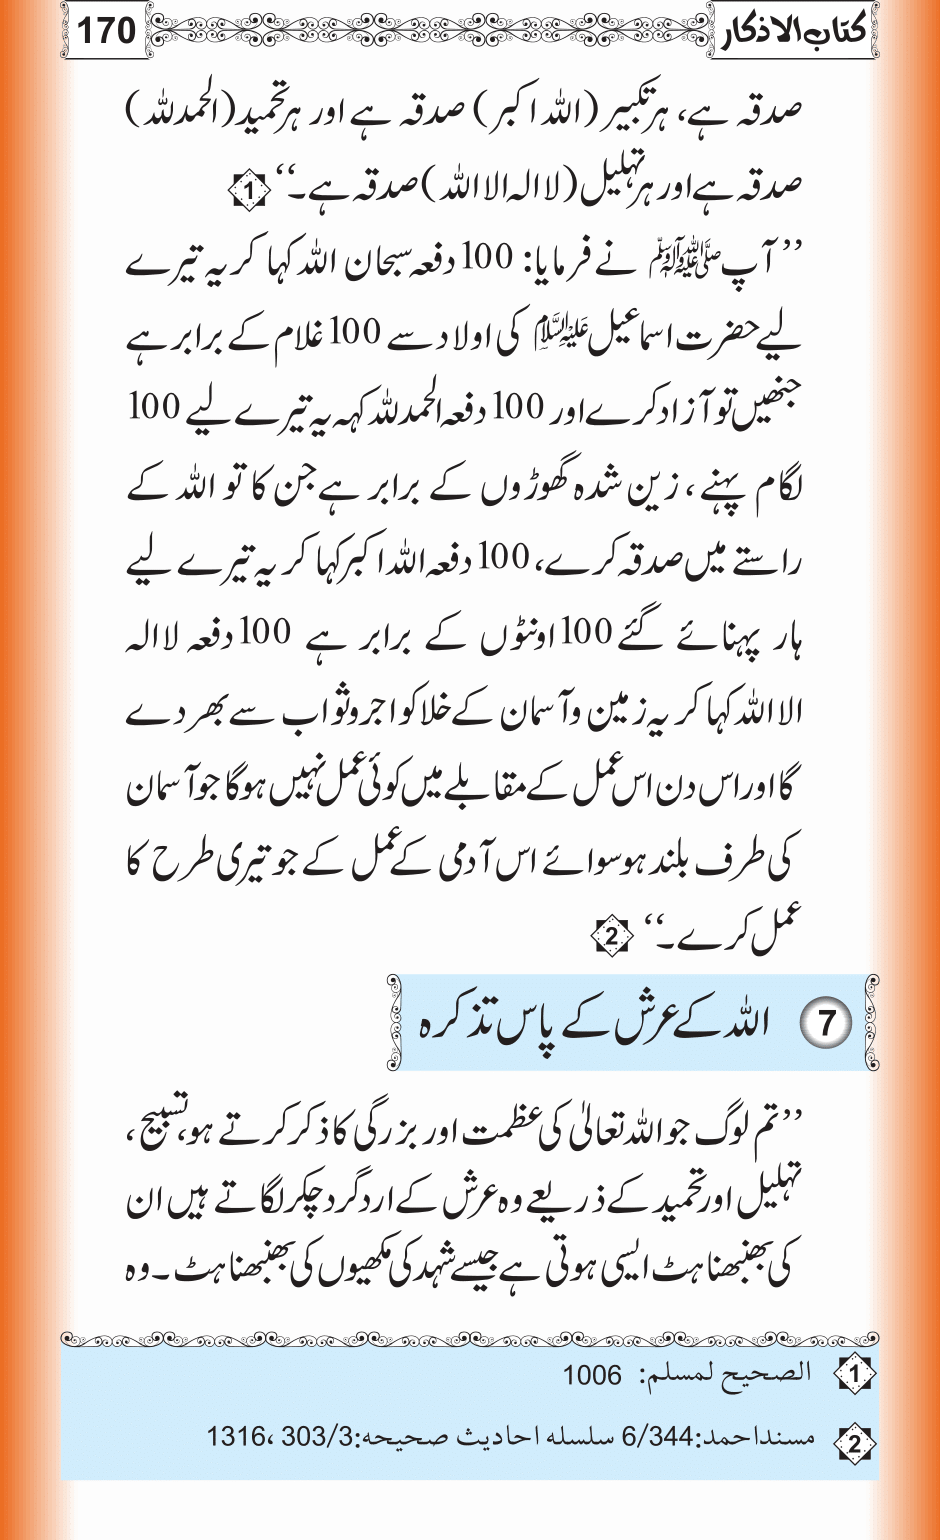 کتاب الاذکار
170
صدقہ ہے، ہر تکبیر (اللہ اکبر) صدقہ ہے اور ہر تحمید (الحمدللہ)
صدقہ ہے اور ہر تہلیل (لا الہ الا اللہ) صدقہ ہے۔‘‘ 1
’’آپ ﷺ نے فرمایا: 100 دفعہ سبحان اللہ کہا کر یہ تیرے
لیے حضرت اسماعیل علیہ السلام کی اولاد سے 100 غلام کے برابر ہے
جنھیں تو آزاد کرے اور 100 دفعہ الحمدللہ کہہ یہ تیرے لیے 100
لگام پہنے، زین شدہ گھوڑوں کے برابر ہے جن کا تو اللہ کے
راستے میں صدقہ کرے، 100 دفعہ اللہ اکبر کہا کر یہ تیرے لیے
ہار پہنائے گئے 100 اونٹوں کے برابر ہے 100 دفعہ لا الہ
الا اللہ کہا کر یہ زمین و آسمان کے خلا کو اجر و ثواب سے بھر دے
گا اور اس دن اس عمل کے مقابلے میں کوئی عمل نہیں ہوگا جو آسمان
کی طرف بلند ہو سوائے اس آدمی کے عمل کے جو تیری طرح کا
عمل کرے۔‘‘ 2
7 اللہ کے عرش کے پاس تذکرہ
’’تم لوگ جو اللہ تعالیٰ کی عظمت اور بزرگی کا ذکر کرتے ہو، تسبیح،
تہلیل اور تحمید کے ذریعے وہ عرش کے ارد گرد چکر لگاتے ہیں ان
کی بھنبھناہٹ ایسی ہوتی ہے جیسے شہد کی مکھیوں کی بھنبھناہٹ۔ وہ
1 الصحیح لمسلم: 1006
2 مسند احمد: 6/344 سلسلہ احادیث صحیحہ: 303/3 ،1316